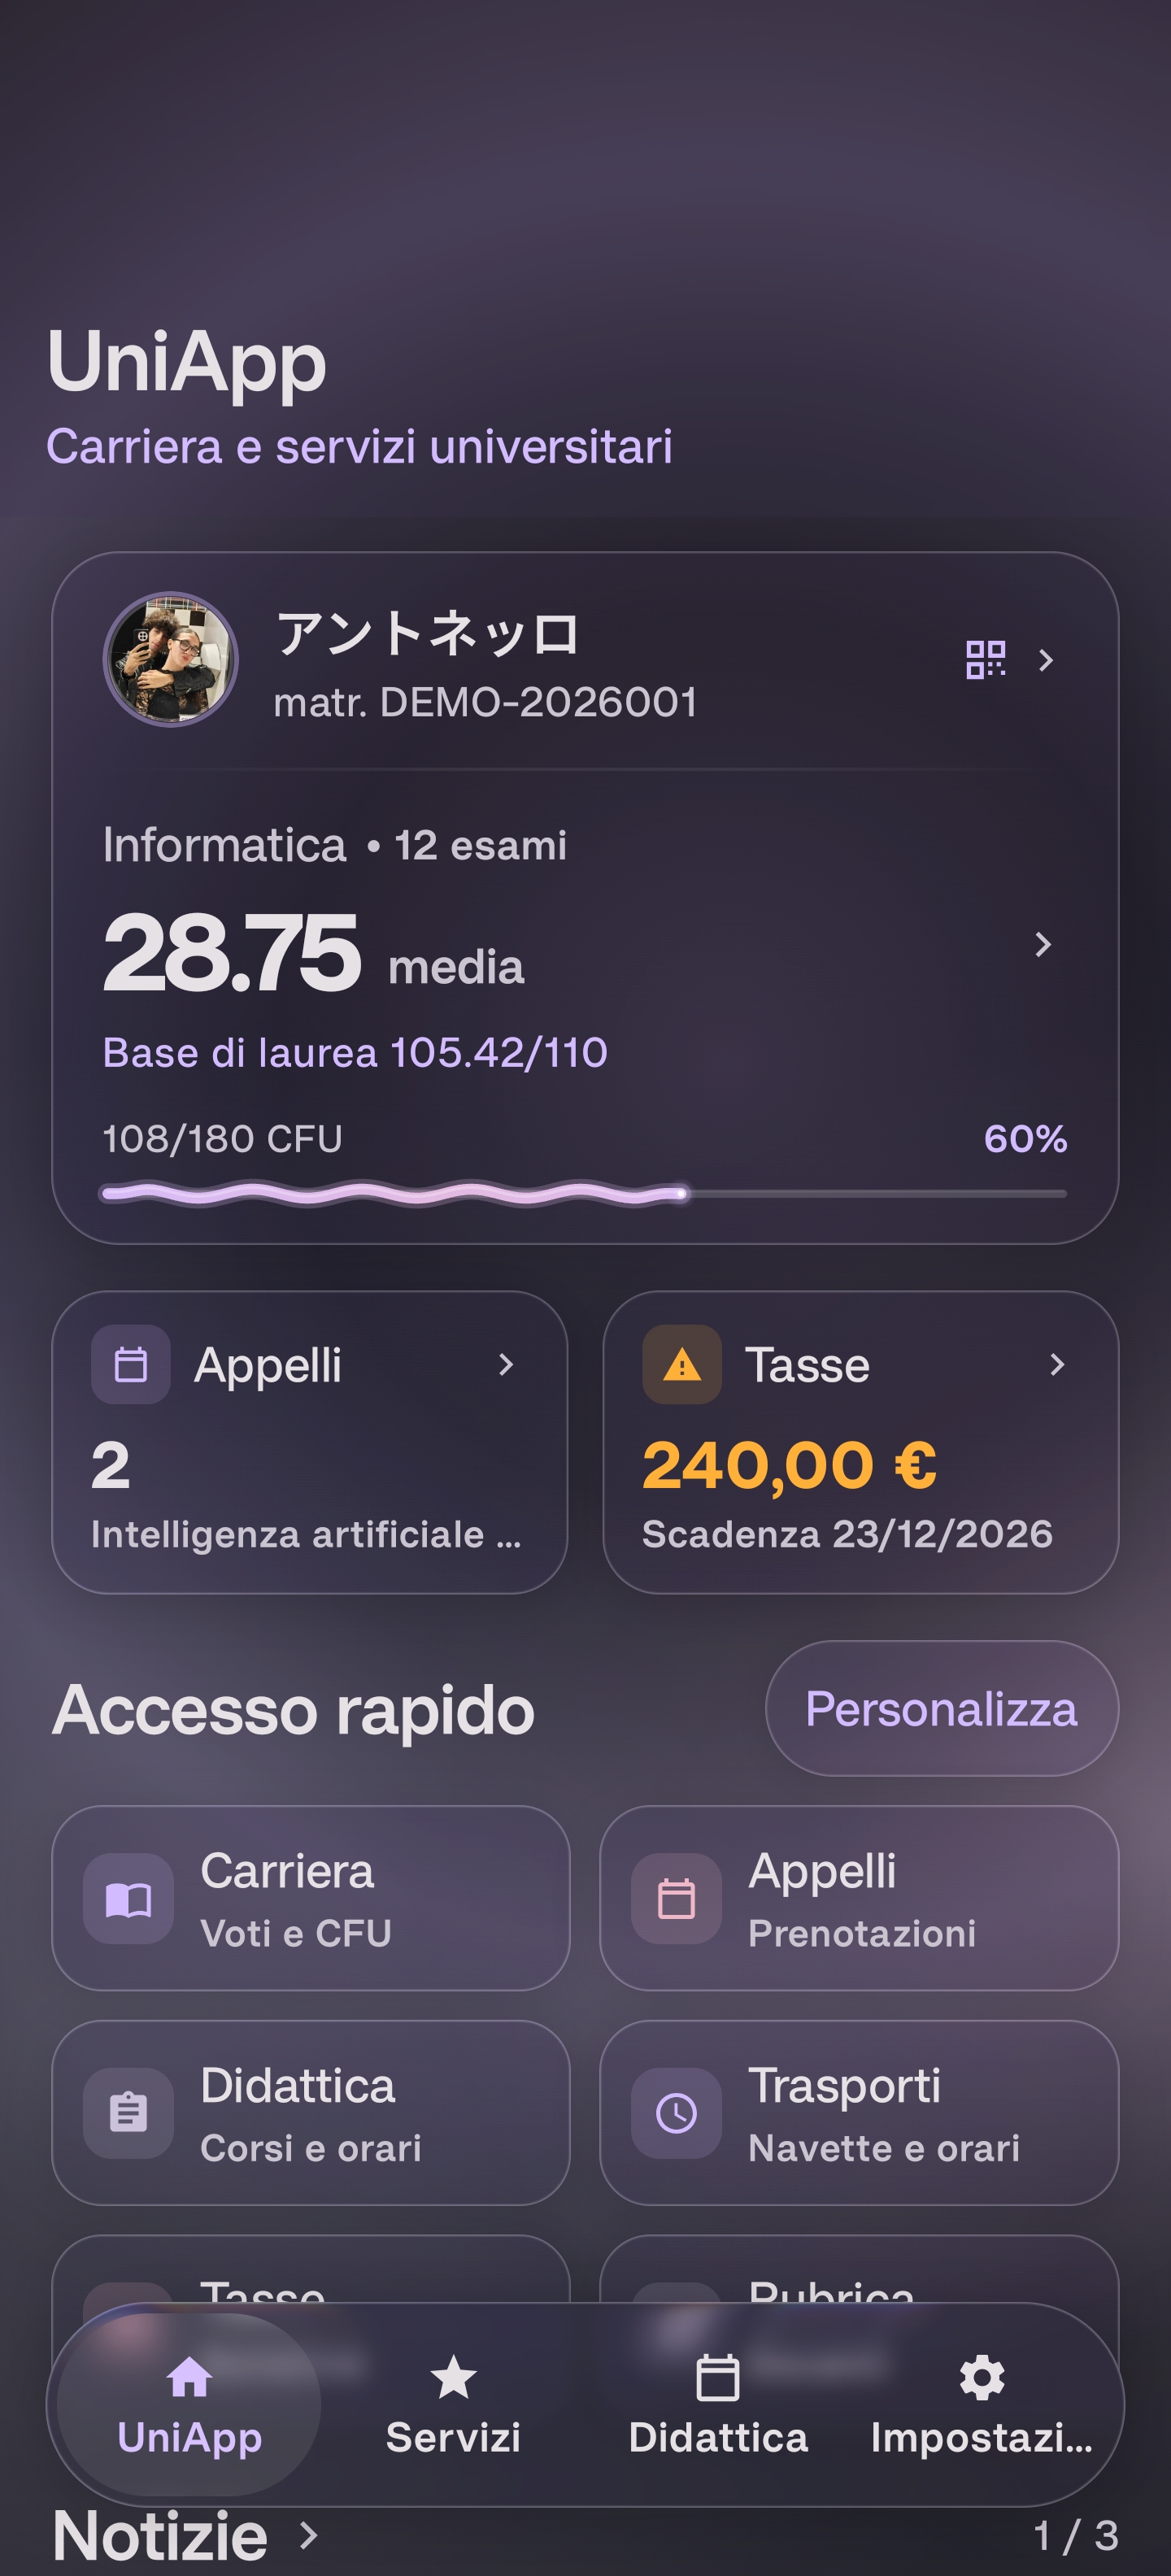 UniApp
Carriera e servizi universitari
アントネッロ
matr. DEMO-2026001
Informatica • 12 esami
28.75 media
Base di laurea 105.42/110
108/180 CFU 60%
Appelli
2
Intelligenza artificiale ...
Tasse
240,00 €
Scadenza 23/12/2026
Accesso rapido
Personalizza
Carriera
Voti e CFU
Appelli
Prenotazioni
Didattica
Corsi e orari
Trasporti
Navette e orari
Tasse
Rubrica
UniApp
Servizi
Didattica
Impostazi...
Notizie
1 / 3